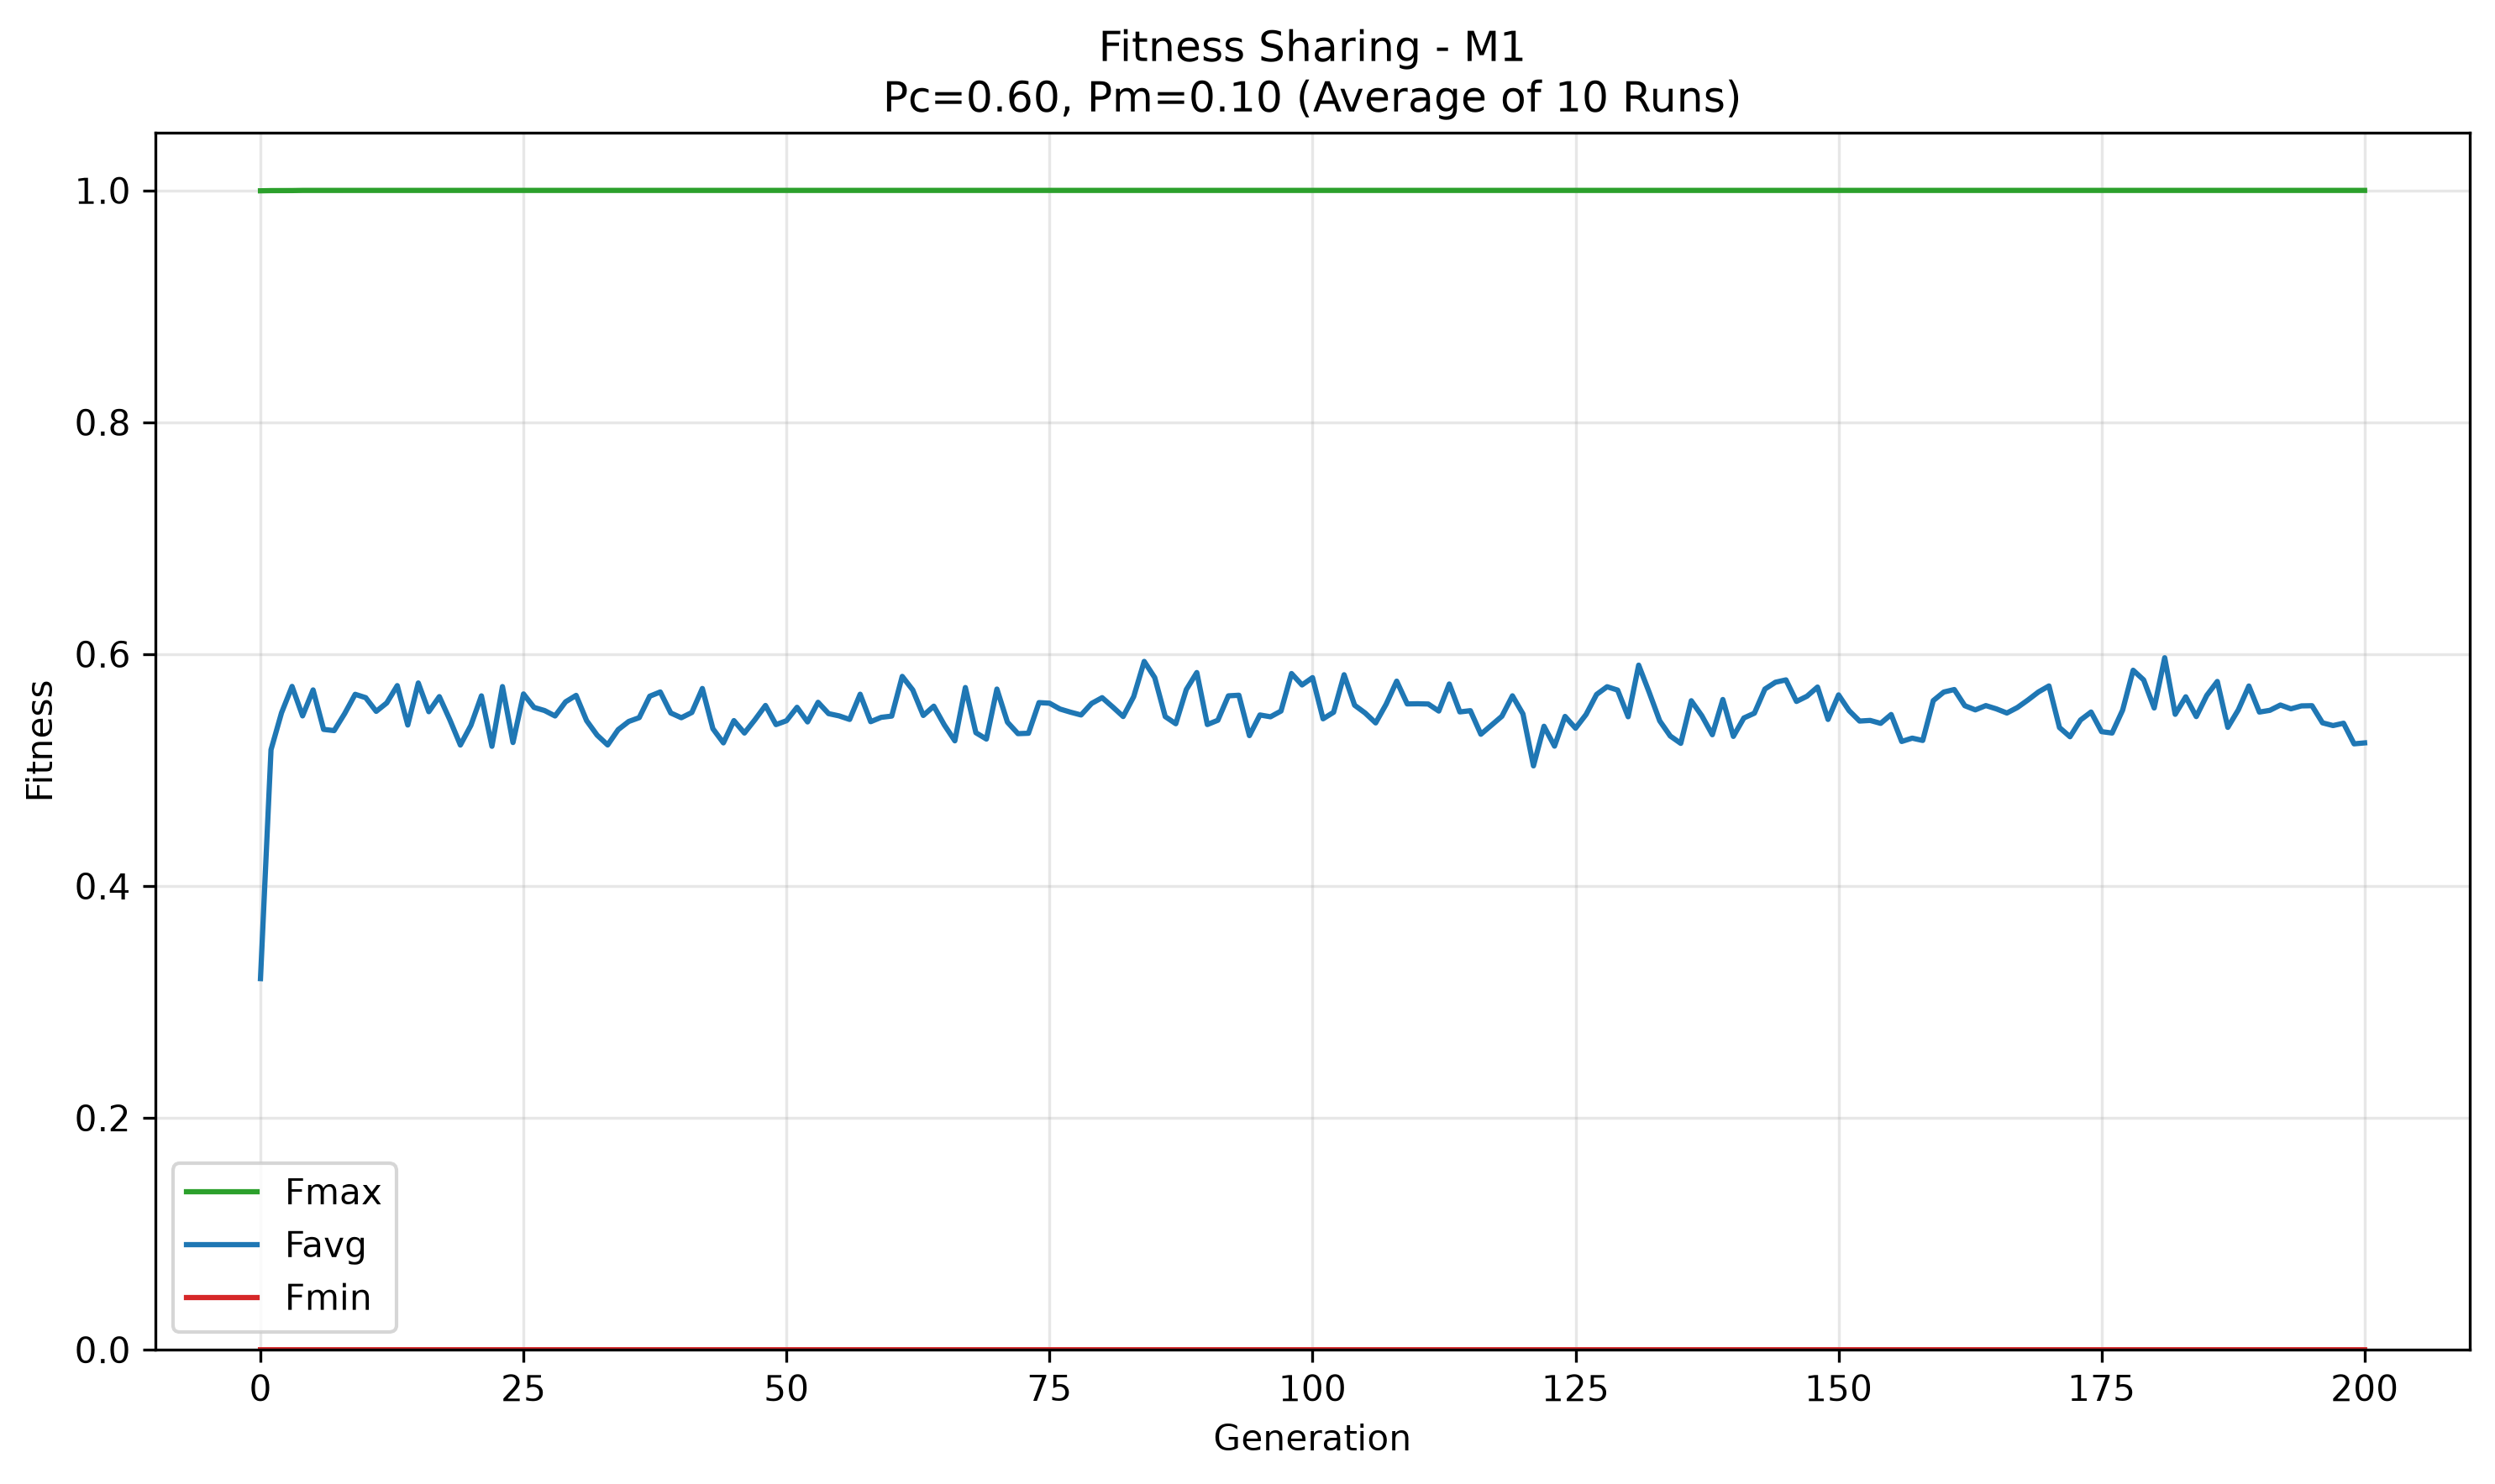 Fitness Sharing - M1
Pc=0.60, Pm=0.10 (Average of 10 Runs)
1.0
0.8
0.6
0.4
0.2
0.0
Fitness
Fmax
Favg
Fmin
0 25 50 75 100 125 150 175 200
Generation